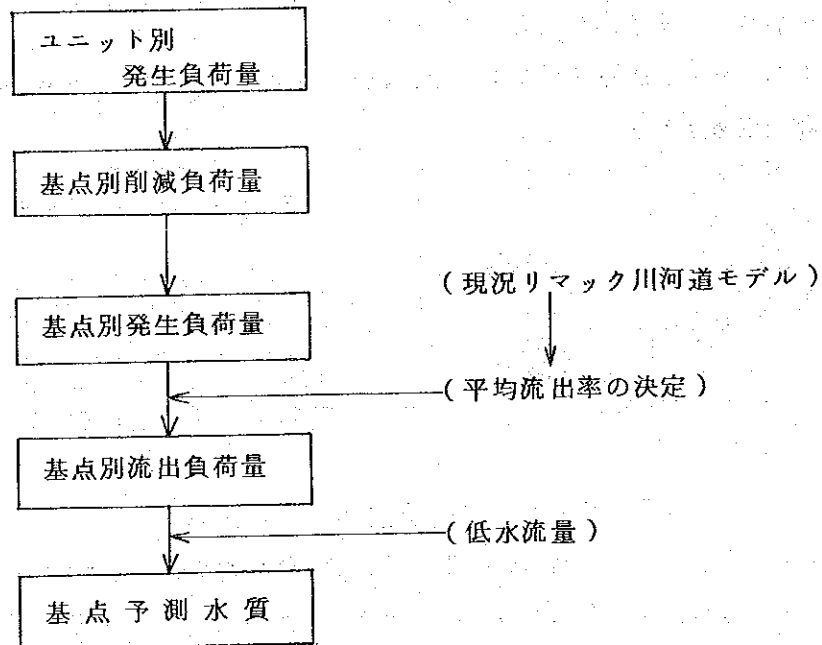 ユニット別
発生負荷量
基点別削減負荷量
(現況リマック川河道モデル)
基点別発生負荷量
(平均流出率の決定)
基点別流出負荷量
(低水流量)
基点予測水質